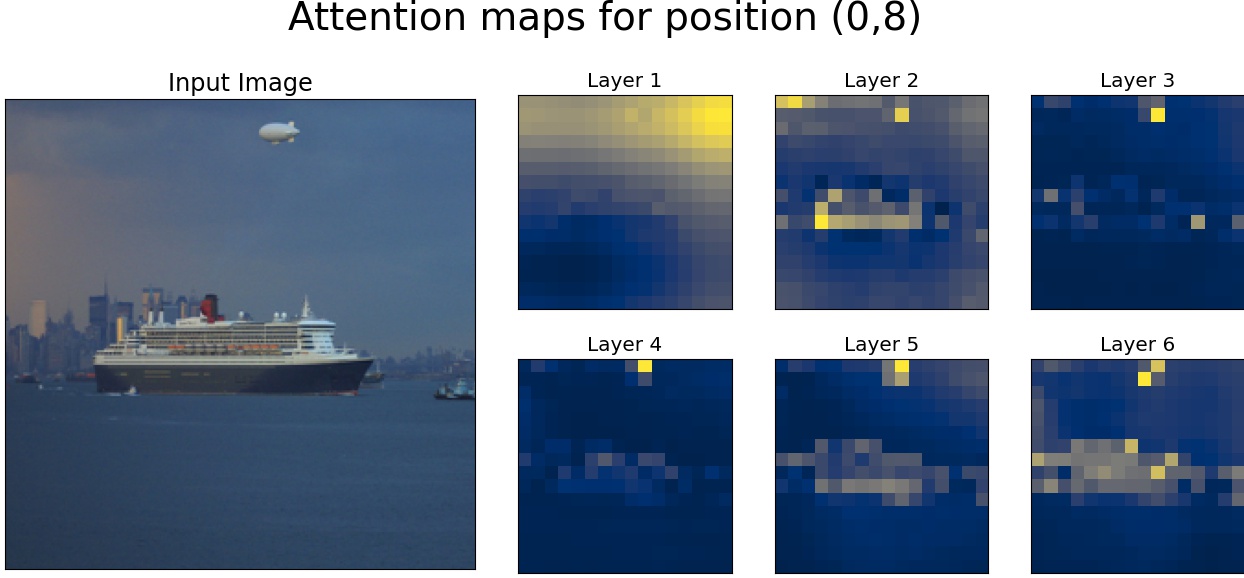 Attention maps for position (0,8)
Input Image
Layer 1
Layer 2
Layer 3
Layer 4
Layer 5
Layer 6